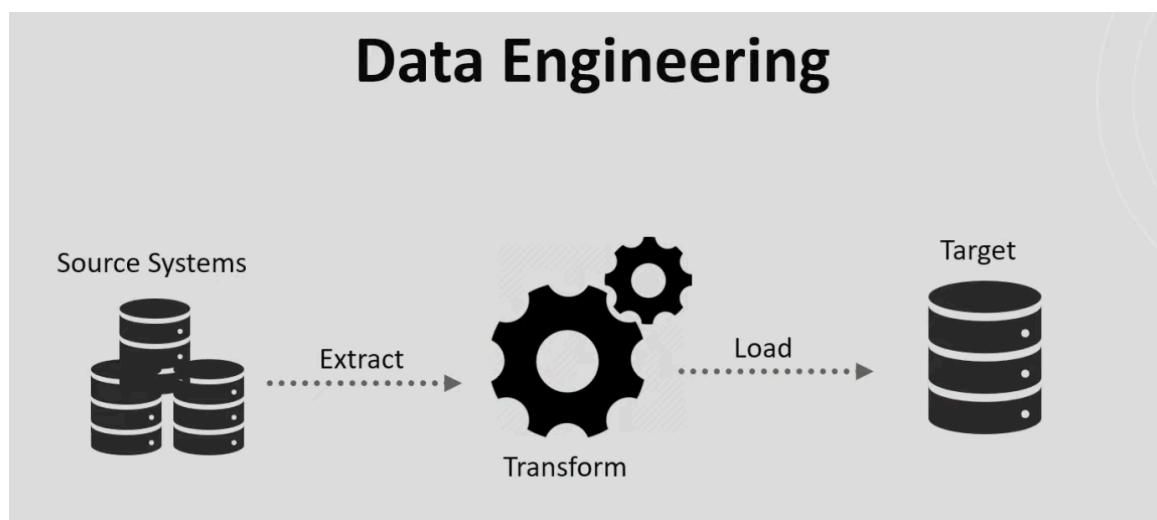 Data Engineering
Source Systems
Extract
Transform
Load
Target